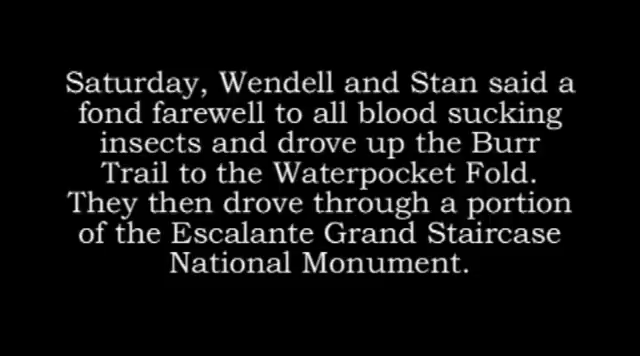 Saturday, Wendell and Stan said a
fond farewell to all blood sucking
insects and drove up the Burr
Trail to the Waterpocket Fold.
They then drove through a portion
of the Escalante Grand Staircase
National Monument.